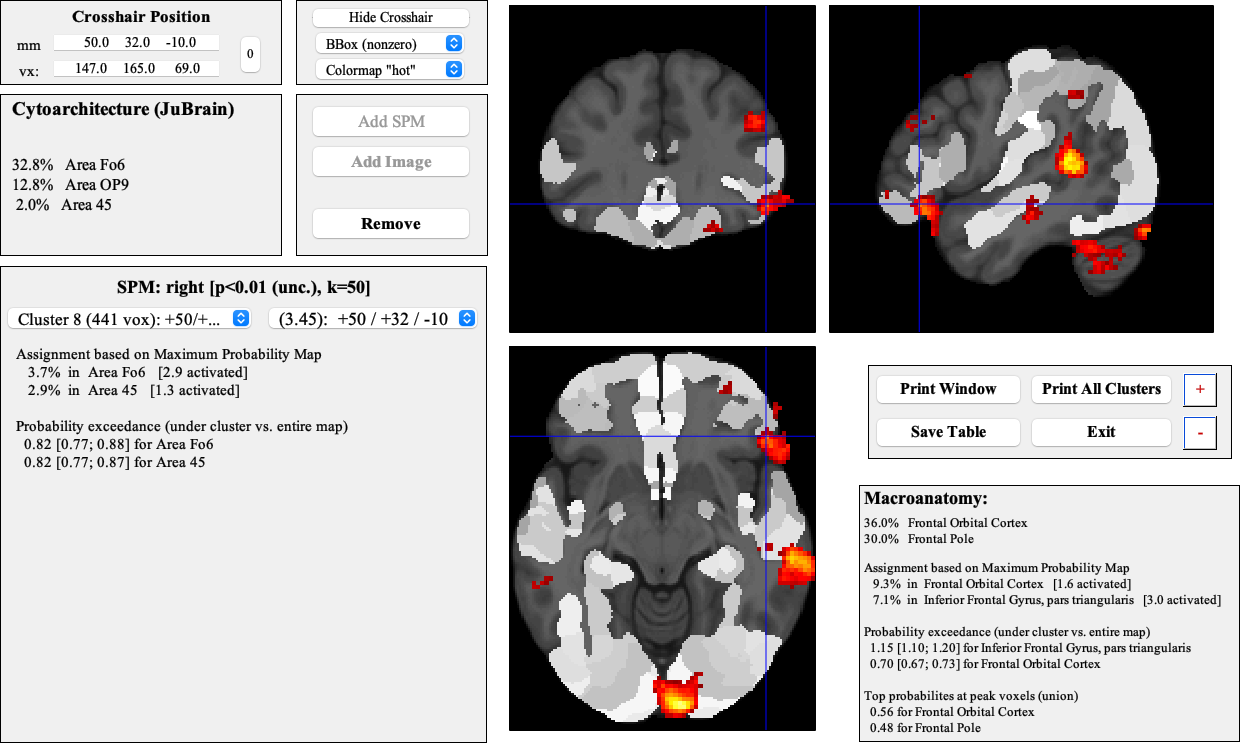 Crosshair Position
mm 50.0 32.0 -10.0
vx: 147.0 165.0 69.0
0
Hide Crosshair
BBox (nonzero)
Colormap "hot"
Cytoarchitecture (JuBrain)
32.8% Area Fo6
12.8% Area OP9
2.0% Area 45
Add SPM
Add Image
Remove
SPM: right [p<0.01 (unc.), k=50]
Cluster 8 (441 vox): +50/+... (3.45): +50 / +32 / -10
Assignment based on Maximum Probability Map
3.7% in Area Fo6 [2.9 activated]
2.9% in Area 45 [1.3 activated]
Probability exceedance (under cluster vs. entire map)
0.82 [0.77; 0.88] for Area Fo6
0.82 [0.77; 0.87] for Area 45
Print Window Print All Clusters +
Save Table Exit -
Macroanatomy:
36.0% Frontal Orbital Cortex
30.0% Frontal Pole
Assignment based on Maximum Probability Map
9.3% in Frontal Orbital Cortex [1.6 activated]
7.1% in Inferior Frontal Gyrus, pars triangularis [3.0 activated]
Probability exceedance (under cluster vs. entire map)
1.15 [1.10; 1.20] for Inferior Frontal Gyrus, pars triangularis
0.70 [0.67; 0.73] for Frontal Orbital Cortex
Top probabilites at peak voxels (union)
0.56 for Frontal Orbital Cortex
0.48 for Frontal Pole